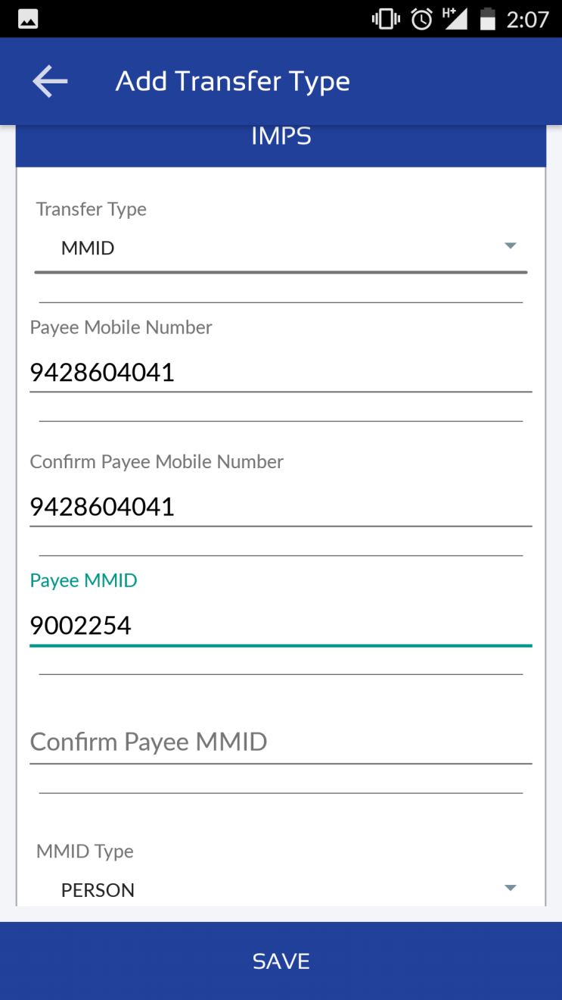 H+ 2:07
Add Transfer Type
IMPS
Transfer Type
MMID
Payee Mobile Number
9428604041
Confirm Payee Mobile Number
9428604041
Payee MMID
9002254
Confirm Payee MMID
MMID Type
PERSON
SAVE